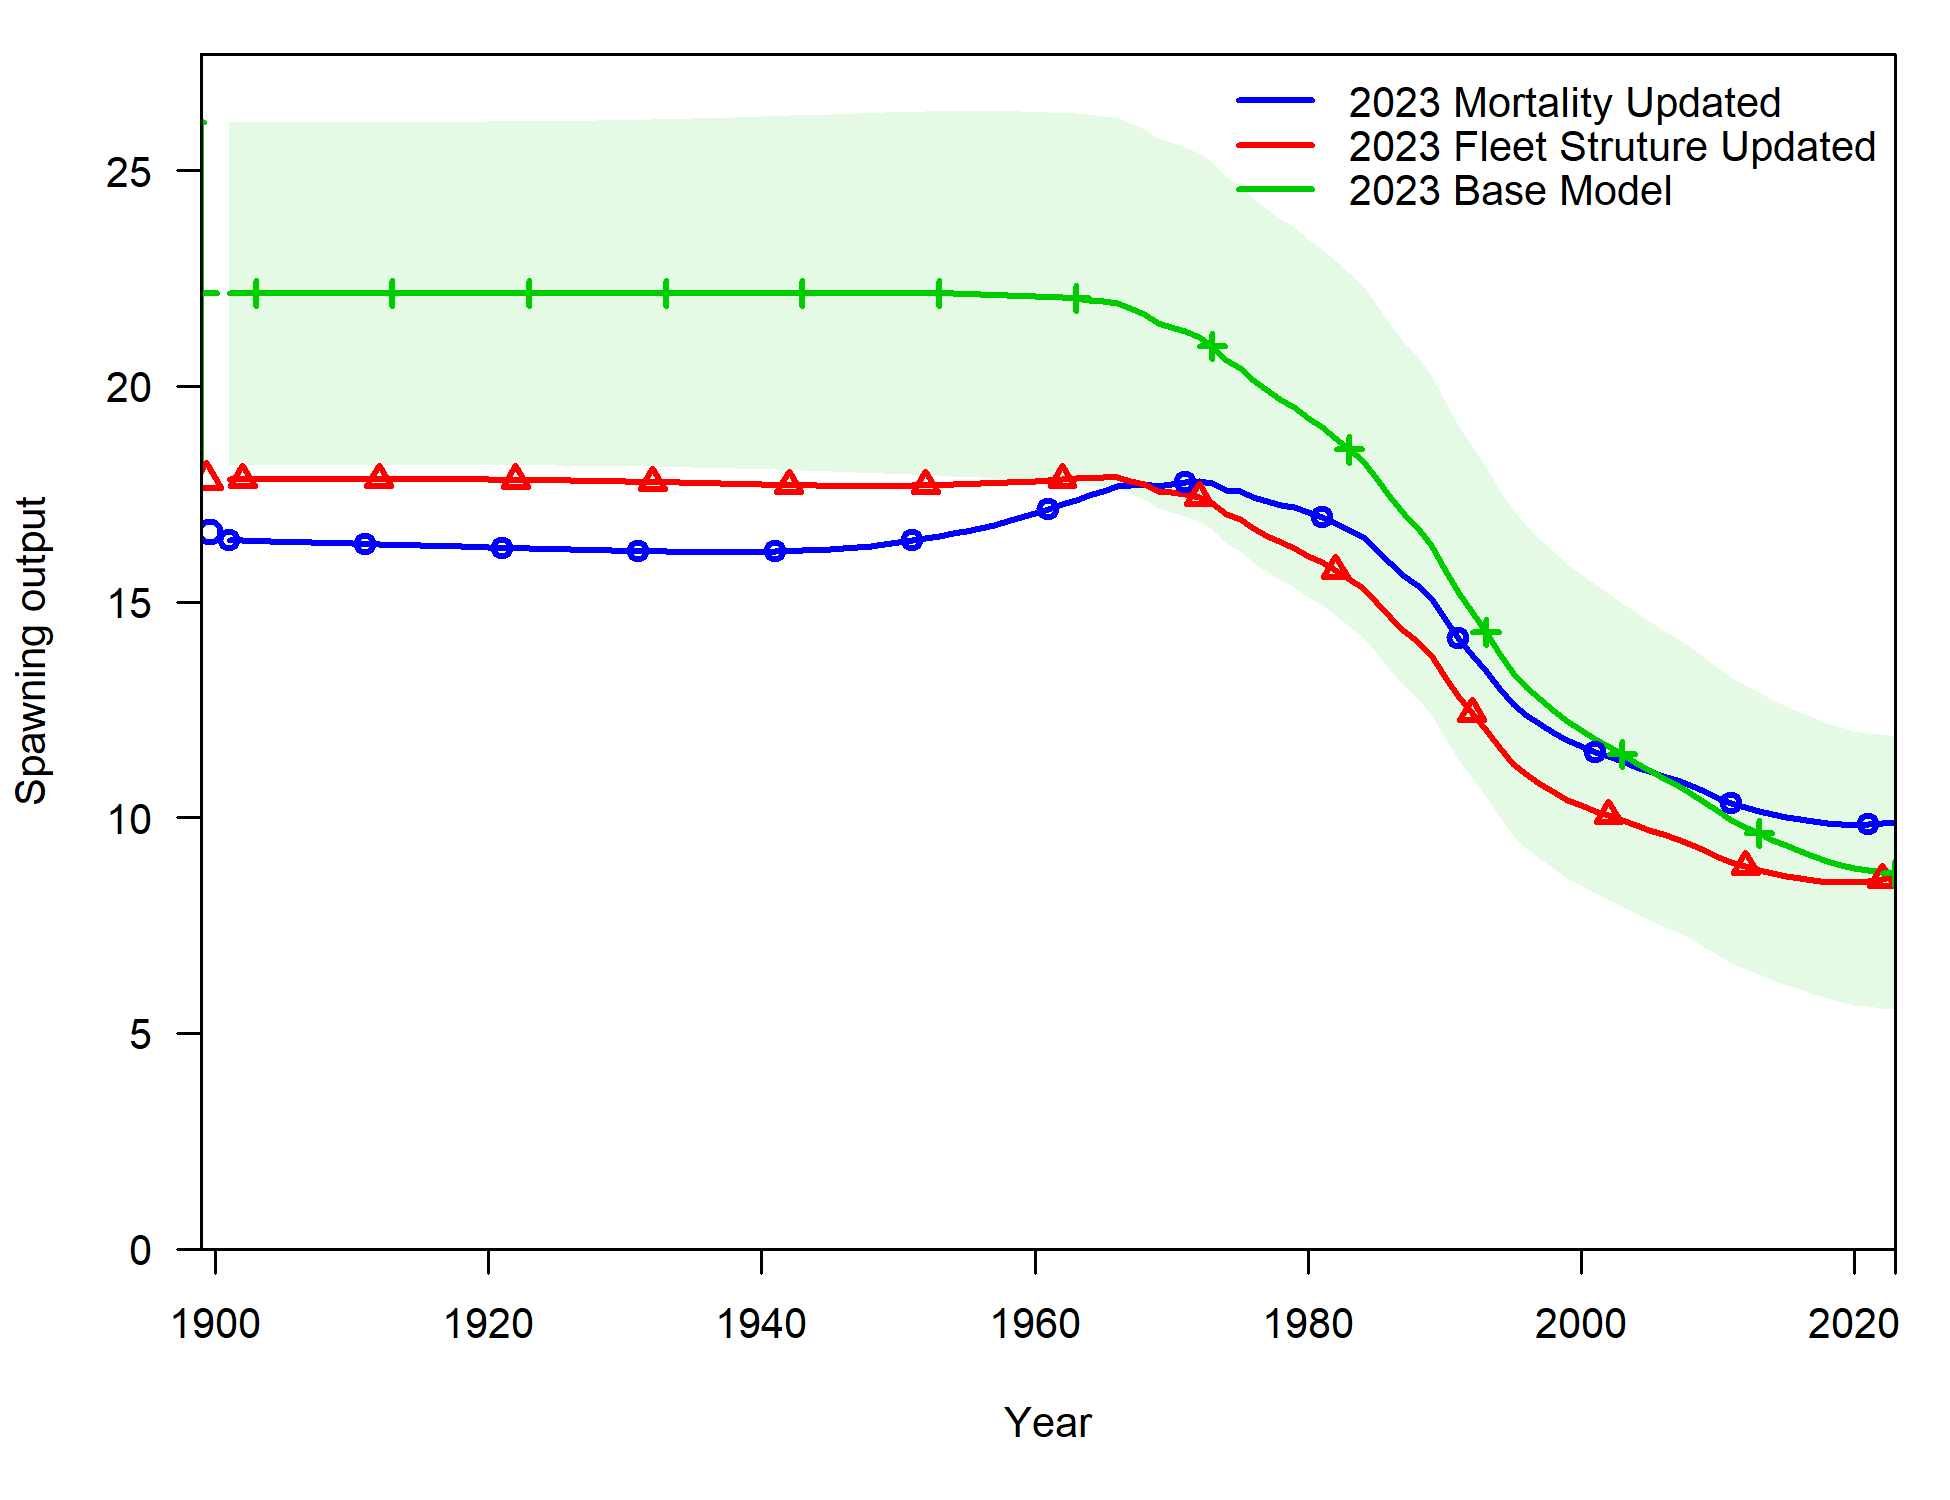 2023 Mortality Updated
2023 Fleet Struture Updated
2023 Base Model
Spawning output
25
20
15
10
5
0
1900 1920 1940 1960 1980 2000 2020
Year